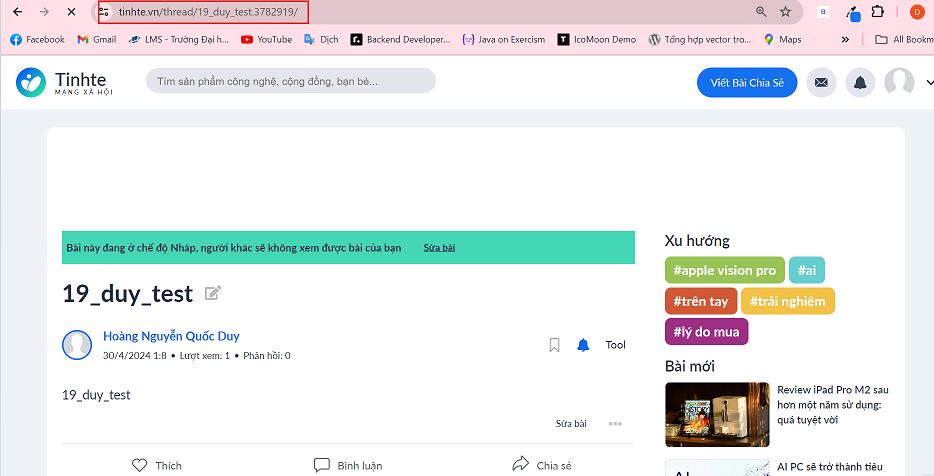 tinhte.vn/thread/19_duy_test.3782919/
D
Facebook
Gmail
LMS - Trường Đại h...
YouTube
Dịch
Backend Developer...
Java on Exercism
IcoMoon Demo
Tổng hợp vector tro...
Maps
»
All Bookm
Tinhte
MẠNG XÃ HỘI
Tìm sản phẩm công nghệ, cộng đồng, bạn bè...
Viết Bài Chia Sẻ
Bài này đang ở chế độ Nháp, người khác sẽ không xem được bài của bạn Sửa bài
19_duy_test
Hoàng Nguyễn Quốc Duy
30/4/2024 1:8 • Lượt xem: 1 • Phản hồi: 0
Tool
19_duy_test
Sửa bài
Thích
Bình luận
Chia sẻ
Xu hướng
#apple vision pro
#ai
#trên tay
#trải nghiệm
#lý do mua
Bài mới
Review iPad Pro M2 sau
hơn một năm sử dụng:
quá tuyệt vời
AI PC sẽ trở thành tiêu